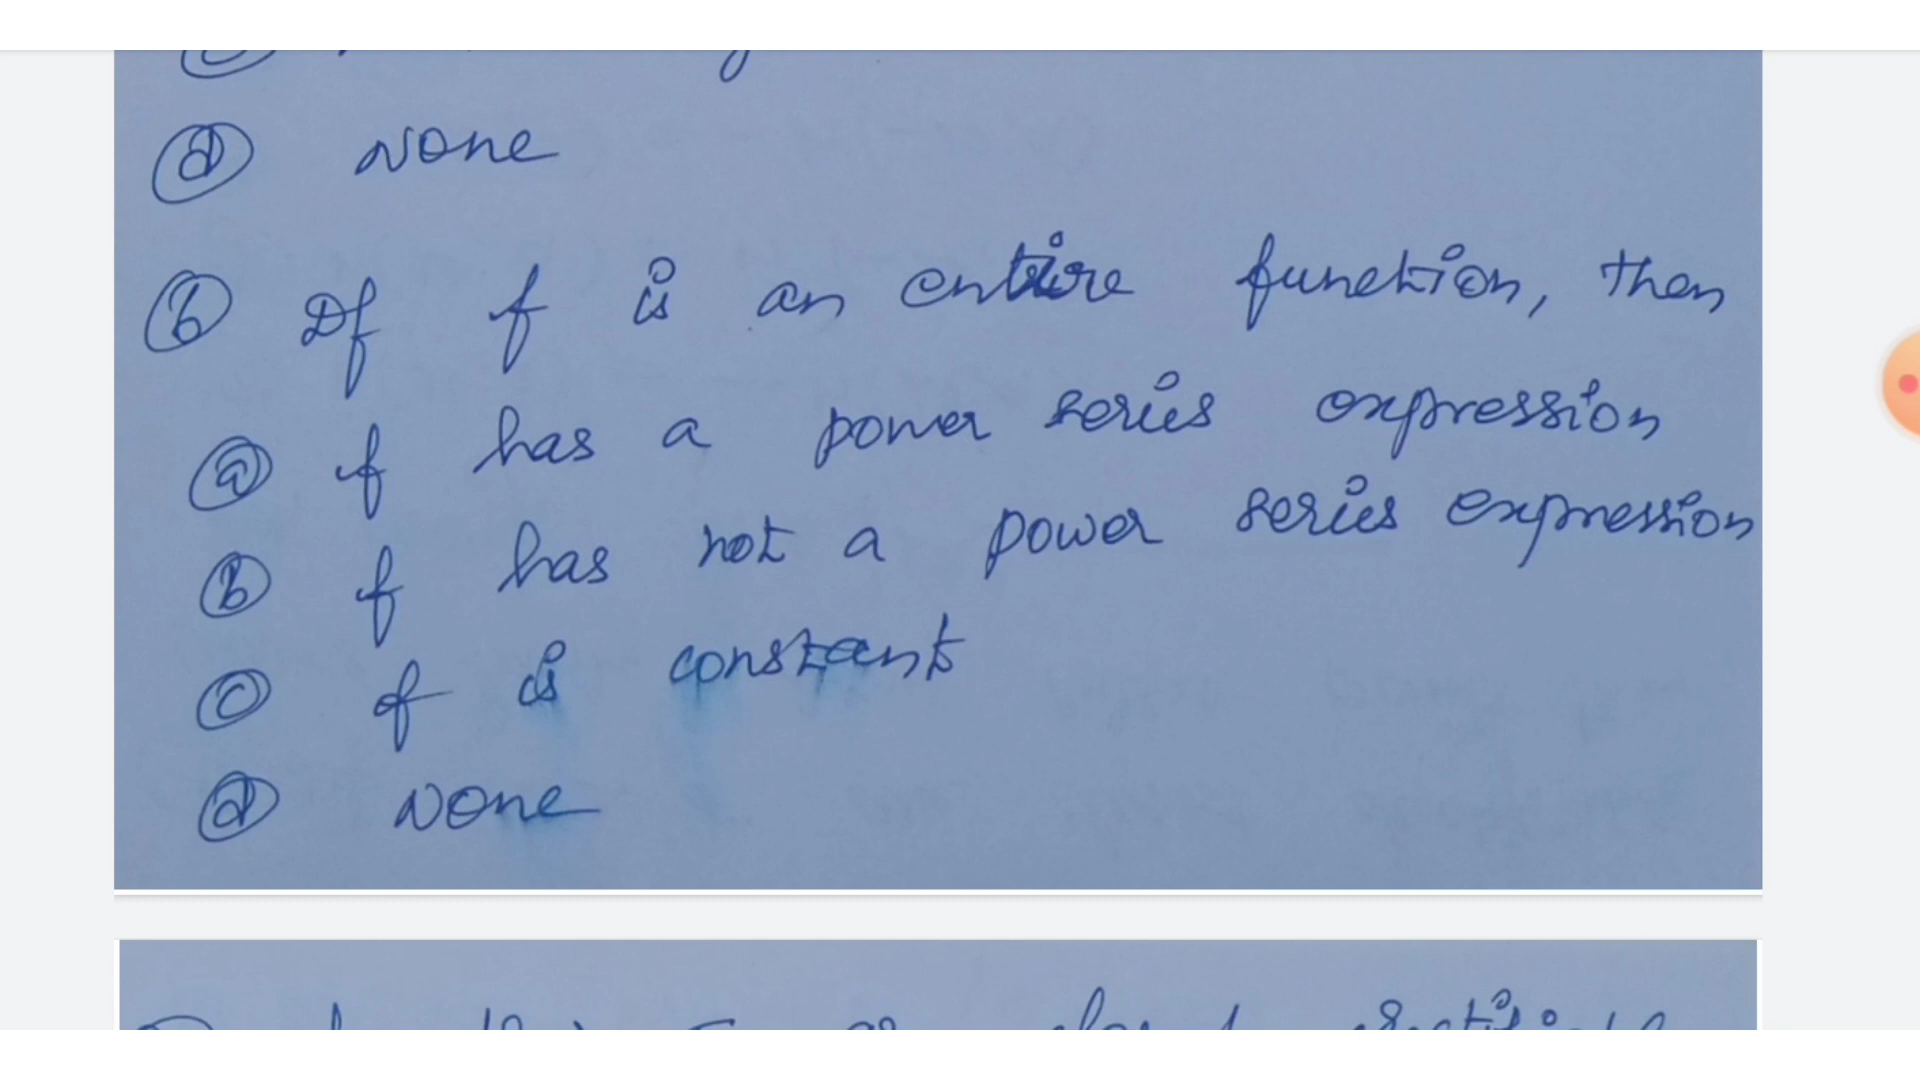 (d) None
(6) If f is an entire function, then
(a) f has a power series expression
(b) f has not a power series expression
(c) f is constant
(d) None